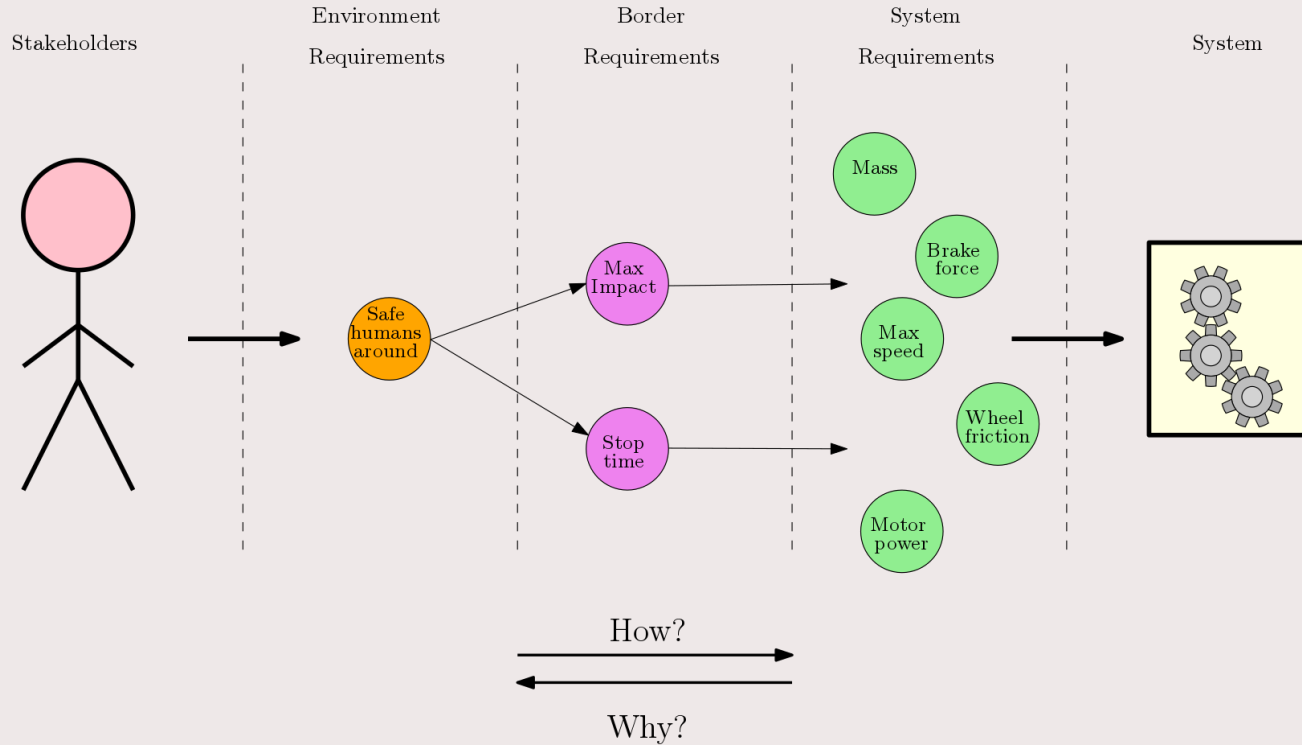 Stakeholders
Environment
Requirements
Border
Requirements
System
Requirements
System
Safe
humans
around
Max
Impact
Stop
time
Mass
Brake
force
Max
speed
Wheel
friction
Motor
power
How?
Why?